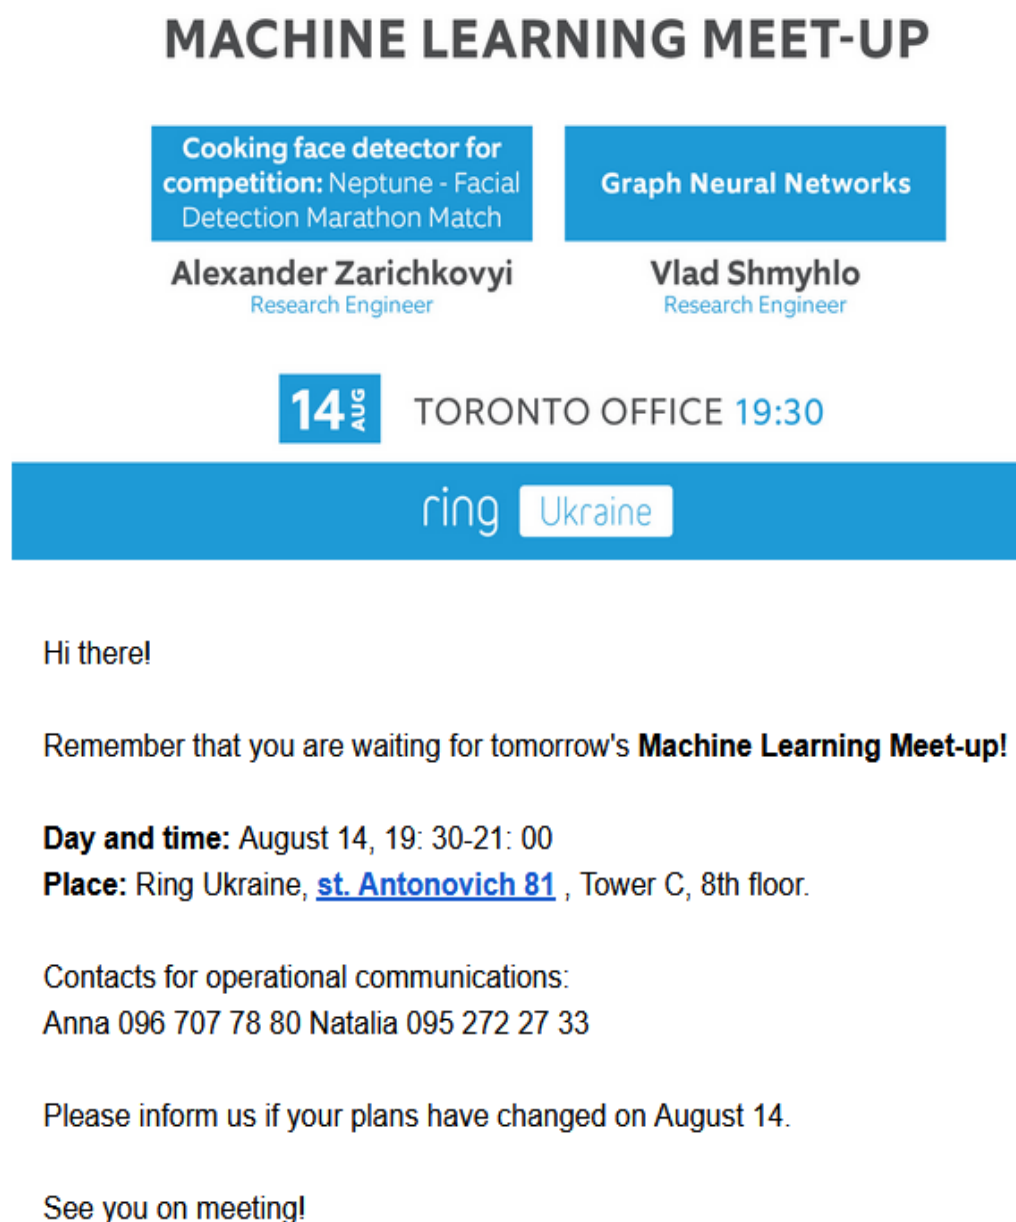 MACHINE LEARNING MEET-UP
Cooking face detector for
competition: Neptune - Facial
Detection Marathon Match
Alexander Zarichkovyi
Research Engineer
Graph Neural Networks
Vlad Shmyhlo
Research Engineer
14 AUG
TORONTO OFFICE 19:30
ring Ukraine
Hi there!
Remember that you are waiting for tomorrow's Machine Learning Meet-up!
Day and time: August 14, 19: 30-21: 00
Place: Ring Ukraine, st. Antonovich 81 , Tower C, 8th floor.
Contacts for operational communications:
Anna 096 707 78 80 Natalia 095 272 27 33
Please inform us if your plans have changed on August 14.
See you on meeting!